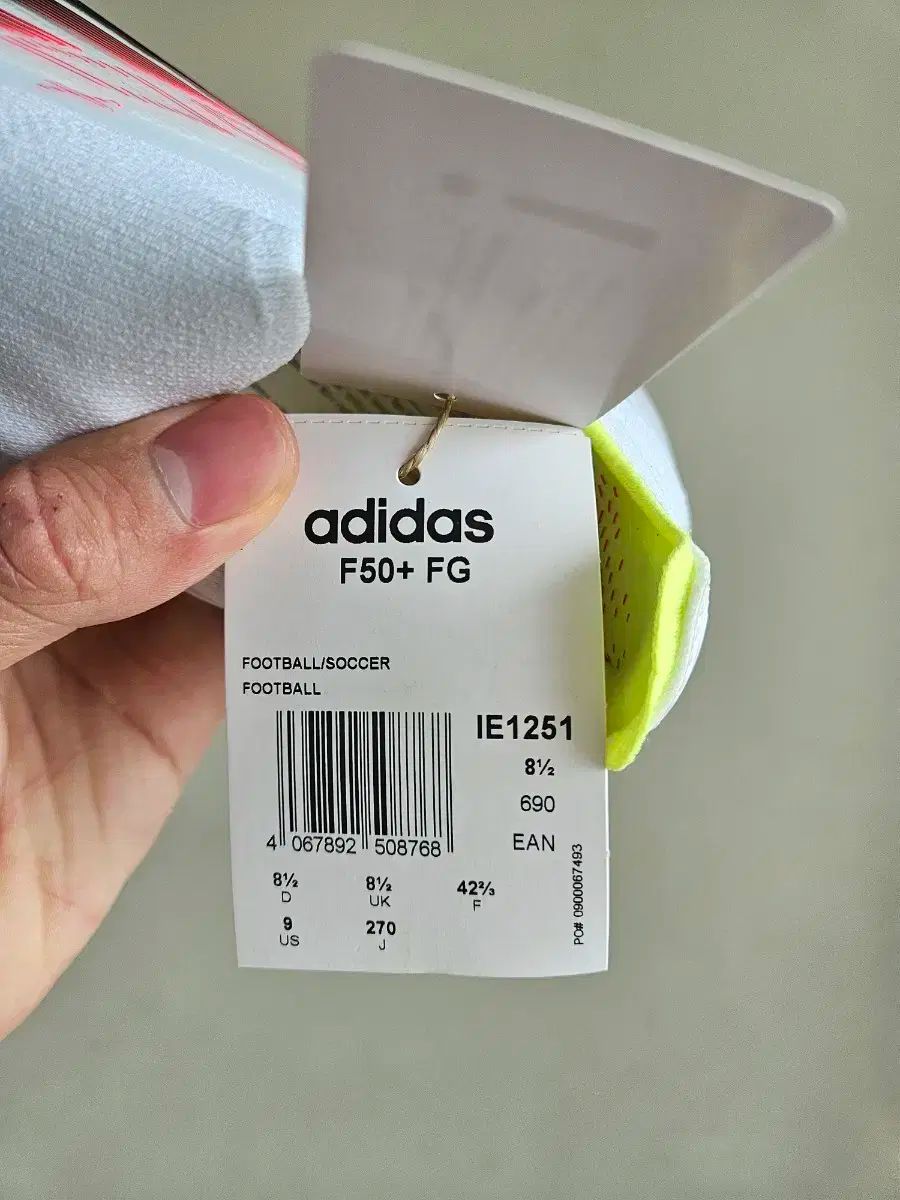 adidas
F50+ FG
FOOTBALL/SOCCER
FOOTBALL
IE1251
8½
690
EAN
4 067892 508768
8½ 8½ 42⅔
D UK F
9 270
US J
PO# 0900067493